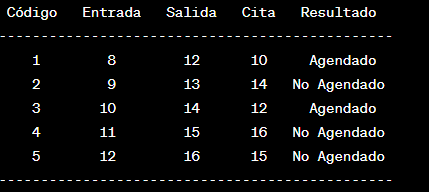 Código Entrada Salida Cita Resultado
--------------------------------------------
1 8 12 10 Agendado
2 9 13 14 No Agendado
3 10 14 12 Agendado
4 11 15 16 No Agendado
5 12 16 15 No Agendado
--------------------------------------------